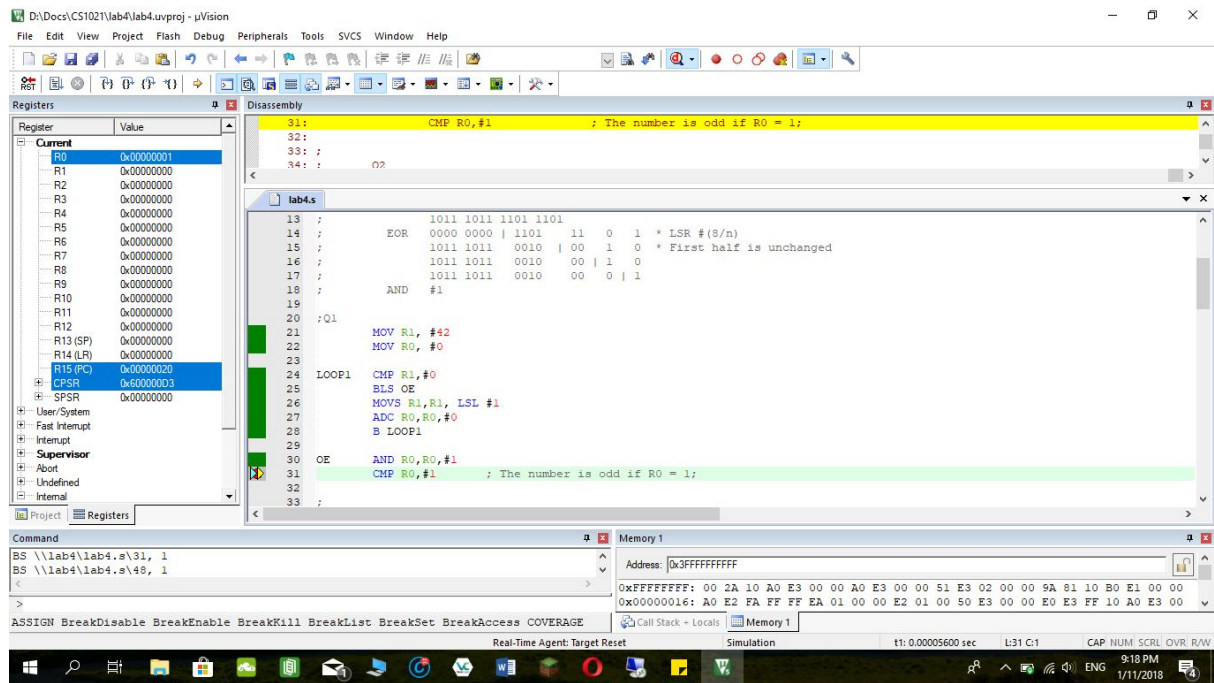 D:\Docs\CS1021\lab4\lab4.uvproj - µVision
File Edit View Project Flash Debug Peripherals Tools SVCS Window Help
Registers
Disassembly
Register Value
Current
R0 0x00000001
R1 0x00000000
R2 0x00000000
R3 0x00000000
R4 0x00000000
R5 0x00000000
R6 0x00000000
R7 0x00000000
R8 0x00000000
R9 0x00000000
R10 0x00000000
R11 0x00000000
R12 0x00000000
R13 (SP) 0x00000000
R14 (LR) 0x00000000
R15 (PC) 0x00000020
CPSR 0x600000D3
SPSR 0x00000000
User/System
Fast Interrupt
Interrupt
Supervisor
Abort
Undefined
Internal
Project Registers
31: CMP R0,#1 ; The number is odd if R0 = 1;
32:
33: ;
34: ; Q2
lab4.s
13 ; 1011 1011 1101 1101
14 ; EOR 0000 0000 | 1101 11 0 1 * LSR #(8/n)
15 ; 1011 1011 0010 | 00 1 0 * First half is unchanged
16 ; 1011 1011 0010 00 | 1 0
17 ; 1011 1011 0010 00 0 | 1
18 ; AND #1
19
20 ;Q1
21 MOV R1, #42
22 MOV R0, #0
23
24 LOOP1 CMP R1,#0
25 BLS OE
26 MOVS R1,R1, LSL #1
27 ADC R0,R0,#0
28 B LOOP1
29
30 OE AND R0,R0,#1
31 CMP R0,#1 ; The number is odd if R0 = 1;
32
33 ;
Command
BS \\lab4\lab4.s\31, 1
BS \\lab4\lab4.s\48, 1
>
ASSIGN BreakDisable BreakEnable BreakKill BreakList BreakSet BreakAccess COVERAGE
Memory 1
Address: 0x3FFFFFFFFF
0xFFFFFFFF: 00 2A 10 A0 E3 00 00 A0 E3 00 00 51 E3 02 00 00 9A 81 10 B0 E1 00 00
0x00000016: A0 E2 FA FF FF EA 01 00 00 E2 01 00 50 E3 00 00 E0 E3 FF 10 A0 E3 00
Call Stack + Locals Memory 1
Real-Time Agent: Target Reset Simulation t1: 0.00005600 sec L:31 C:1 CAP NUM SCRL OVR R/W
ENG 9:18 PM
1/11/2018